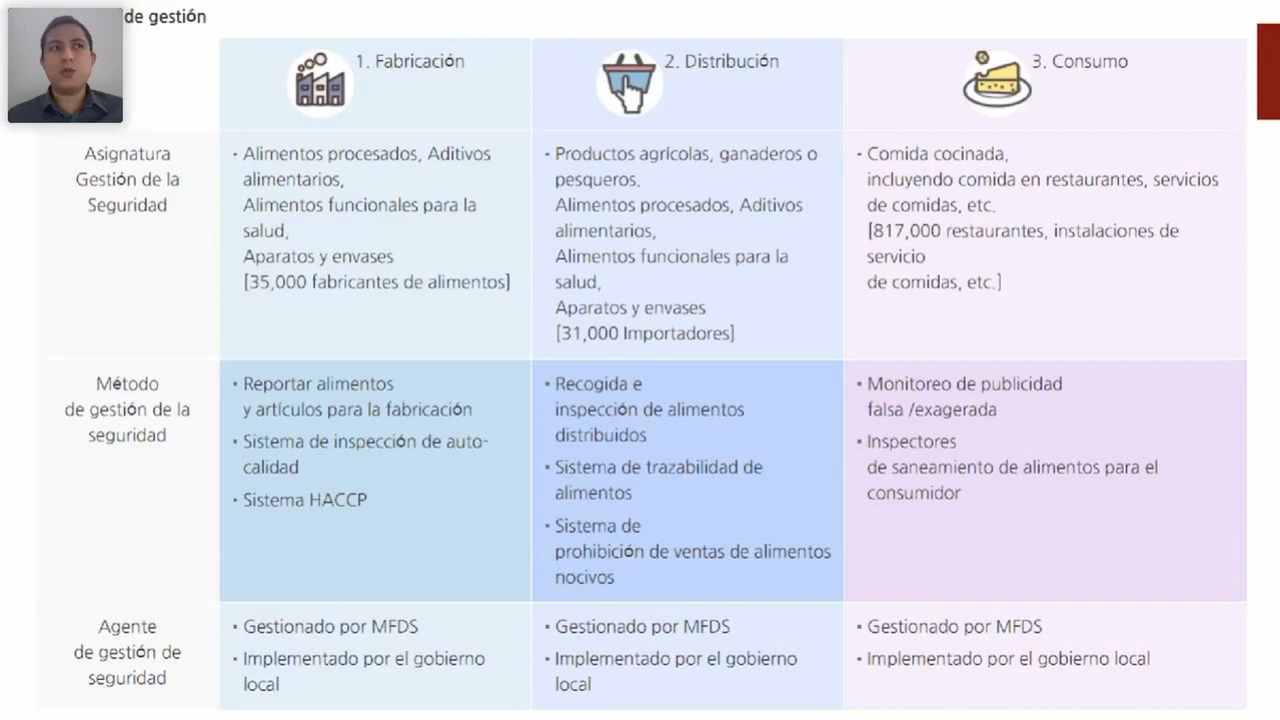 de gestión
1. Fabricación
2. Distribución
3. Consumo
Asignatura
Gestión de la
Seguridad
· Alimentos procesados, Aditivos
alimentarios,
Alimentos funcionales para la
salud,
Aparatos y envases
[35,000 fabricantes de alimentos]
· Productos agrícolas, ganaderos o
pesqueros,
Alimentos procesados, Aditivos
alimentarios,
Alimentos funcionales para la
salud,
Aparatos y envases
[31,000 Importadores]
· Comida cocinada,
incluyendo comida en restaurantes, servicios
de comidas, etc.
[817,000 restaurantes, instalaciones de
servicio
de comidas, etc.]
Método
de gestión de la
seguridad
· Reportar alimentos
y artículos para la fabricación
· Sistema de inspección de auto-
calidad
· Sistema HACCP
· Recogida e
inspección de alimentos
distribuidos
· Sistema de trazabilidad de
alimentos
· Sistema de
prohibición de ventas de alimentos
nocivos
· Monitoreo de publicidad
falsa /exagerada
· Inspectores
de saneamiento de alimentos para el
consumidor
Agente
de gestión de
seguridad
· Gestionado por MFDS
· Implementado por el gobierno
local
· Gestionado por MFDS
· Implementado por el gobierno
local
· Gestionado por MFDS
· Implementado por el gobierno local